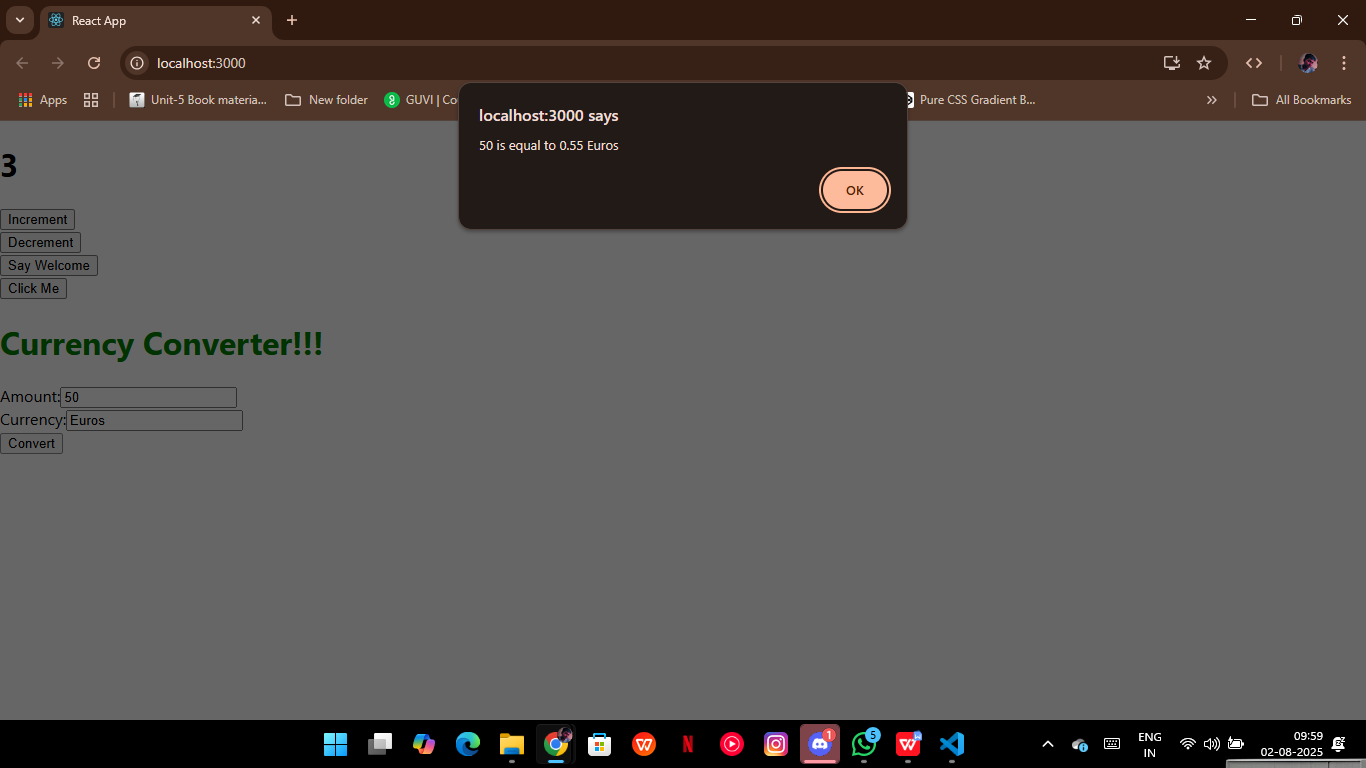 React App
localhost:3000
Apps
Unit-5 Book materia...
New folder
GUVI | Co
Pure CSS Gradient B...
All Bookmarks
localhost:3000 says
50 is equal to 0.55 Euros
OK
3
Increment
Decrement
Say Welcome
Click Me
Currency Converter!!!
Amount:50
Currency:Euros
Convert
1
5
ENG
IN
09:59
02-08-2025